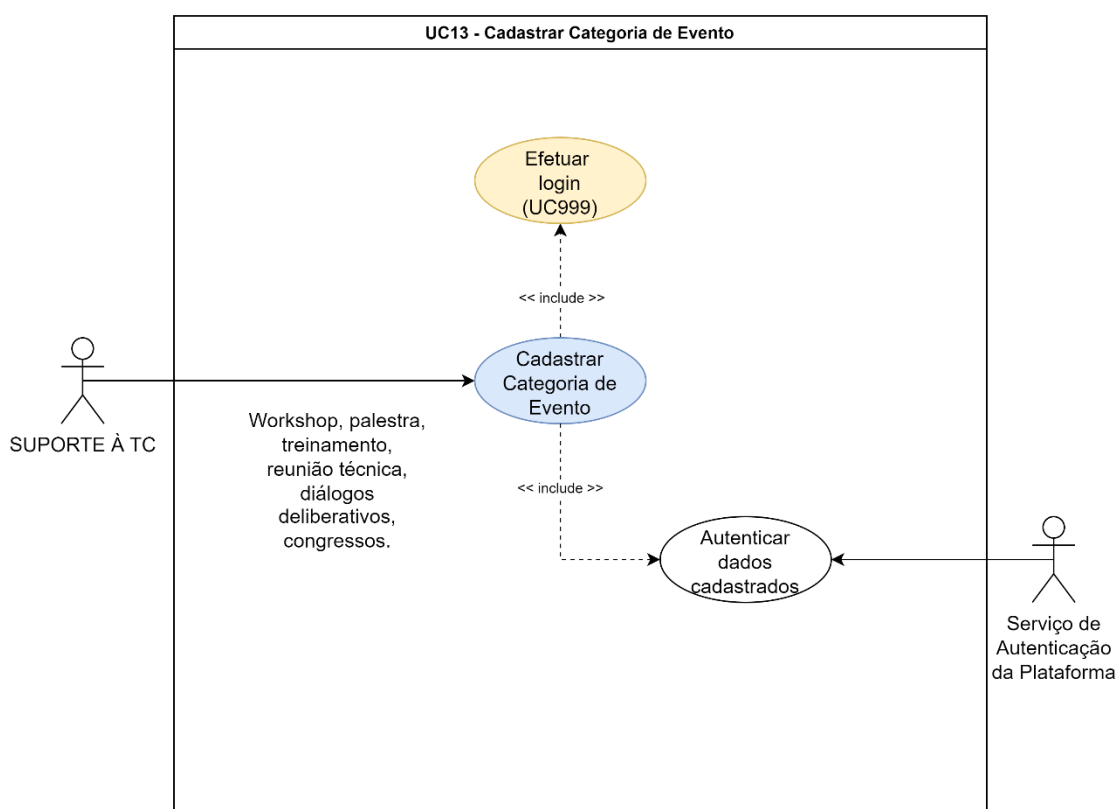 UC13 - Cadastrar Categoria de Evento
Efetuar
login
(UC999)
<< include >>
Cadastrar
Categoria de
Evento
SUPORTE À TC
Workshop, palestra,
treinamento,
reunião técnica,
diálogos
deliberativos,
congressos.
<< include >>
Autenticar
dados
cadastrados
Serviço de
Autenticação
da Plataforma